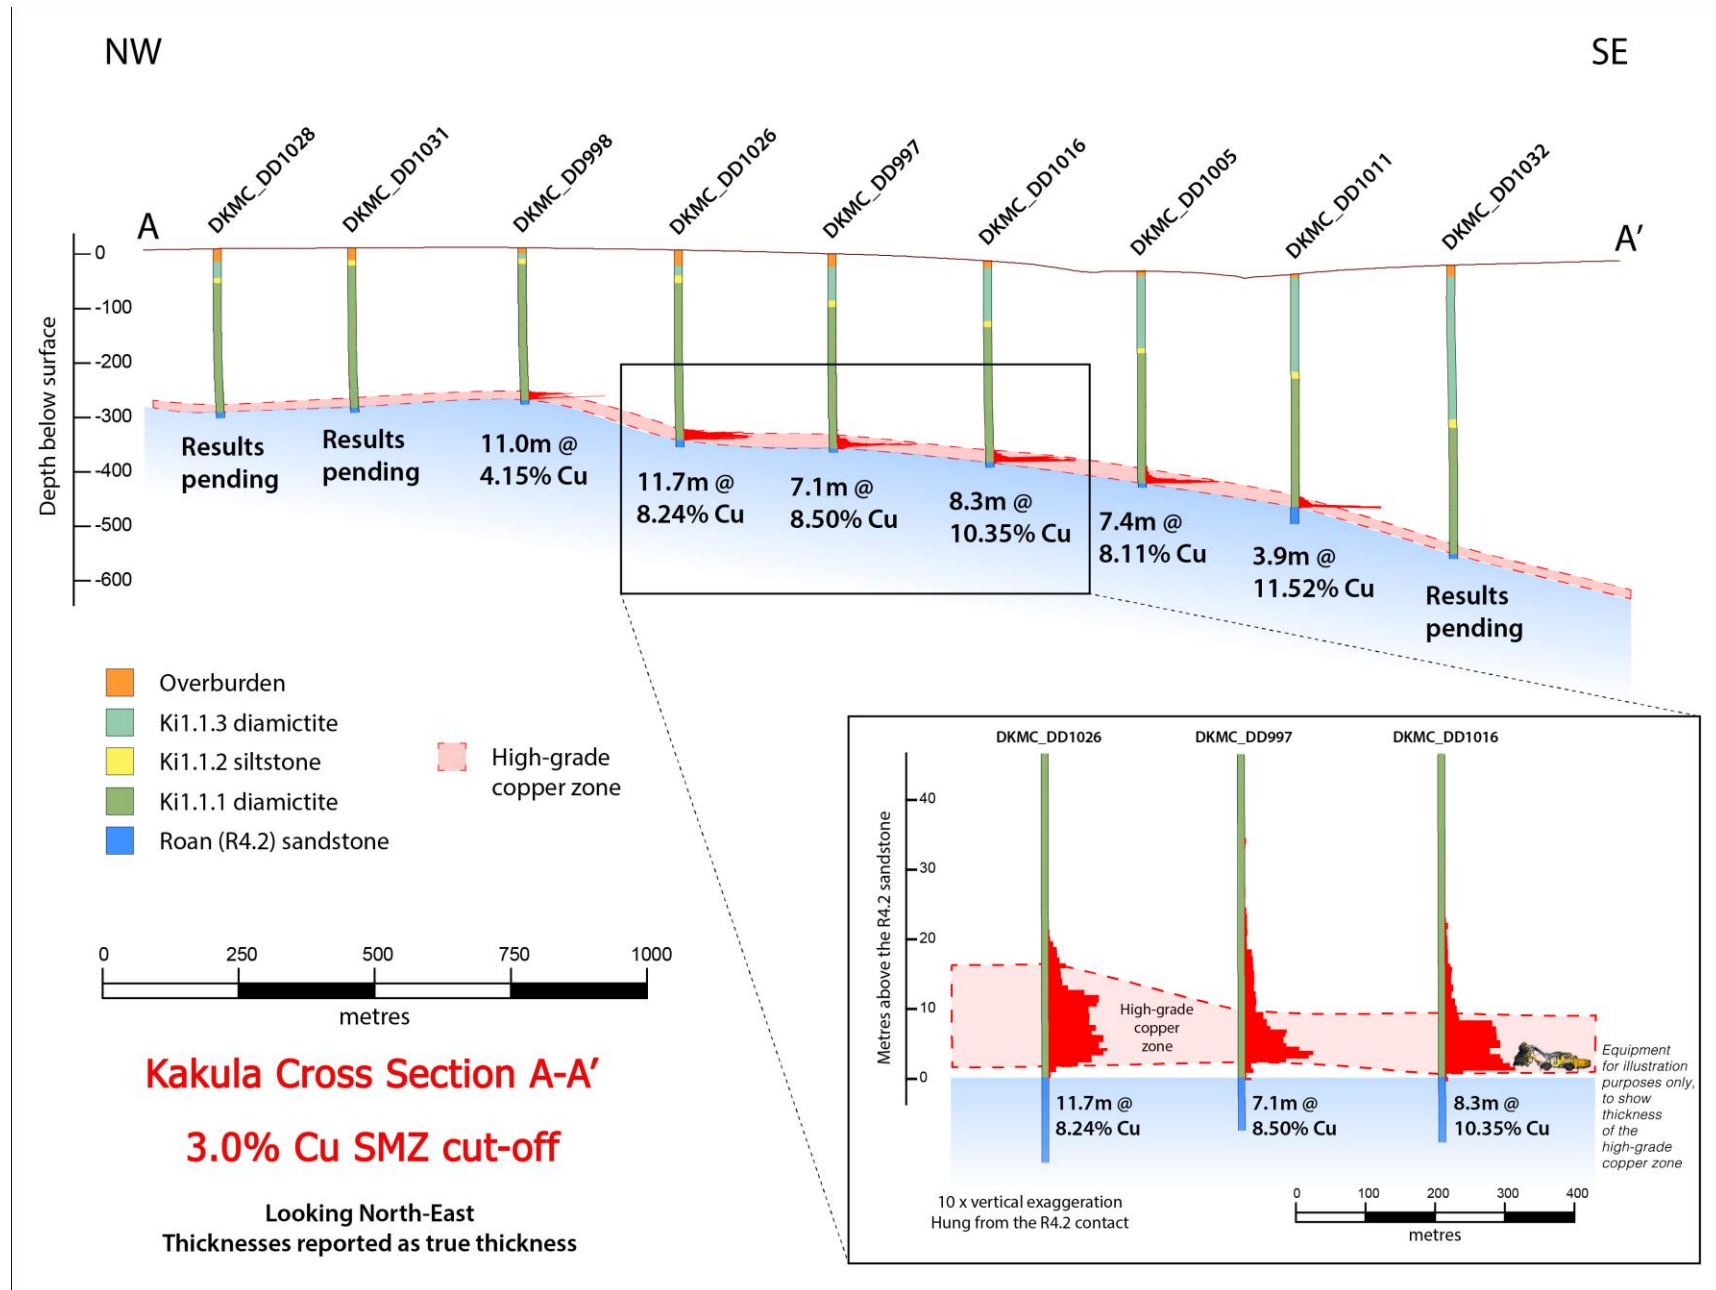 NW
SE
DKMC_DD1028
DKMC_DD1031
DKMC_DD998
DKMC_DD1026
DKMC_DD997
DKMC_DD1016
DKMC_DD1005
DKMC_DD1011
DKMC_DD1032
A
A’
Depth below surface
0
-100
-200
-300
-400
-500
-600
Results
pending
Results
pending
11.0m @
4.15% Cu
11.7m @
8.24% Cu
7.1m @
8.50% Cu
8.3m @
10.35% Cu
7.4m @
8.11% Cu
3.9m @
11.52% Cu
Results
pending
Overburden
Ki1.1.3 diamictite
Ki1.1.2 siltstone
Ki1.1.1 diamictite
Roan (R4.2) sandstone
High-grade
copper zone
0 250 500 750 1000
metres
Kakula Cross Section A-A’
3.0% Cu SMZ cut-off
Looking North-East
Thicknesses reported as true thickness
DKMC_DD1026
DKMC_DD997
DKMC_DD1016
Metres above the R4.2 sandstone
40
30
20
10
0
High-grade
copper
zone
11.7m @
8.24% Cu
7.1m @
8.50% Cu
8.3m @
10.35% Cu
Equipment
for illustration
purposes only,
to show
thickness
of the
high-grade
copper zone
10 x vertical exaggeration
Hung from the R4.2 contact
0 100 200 300 400
metres